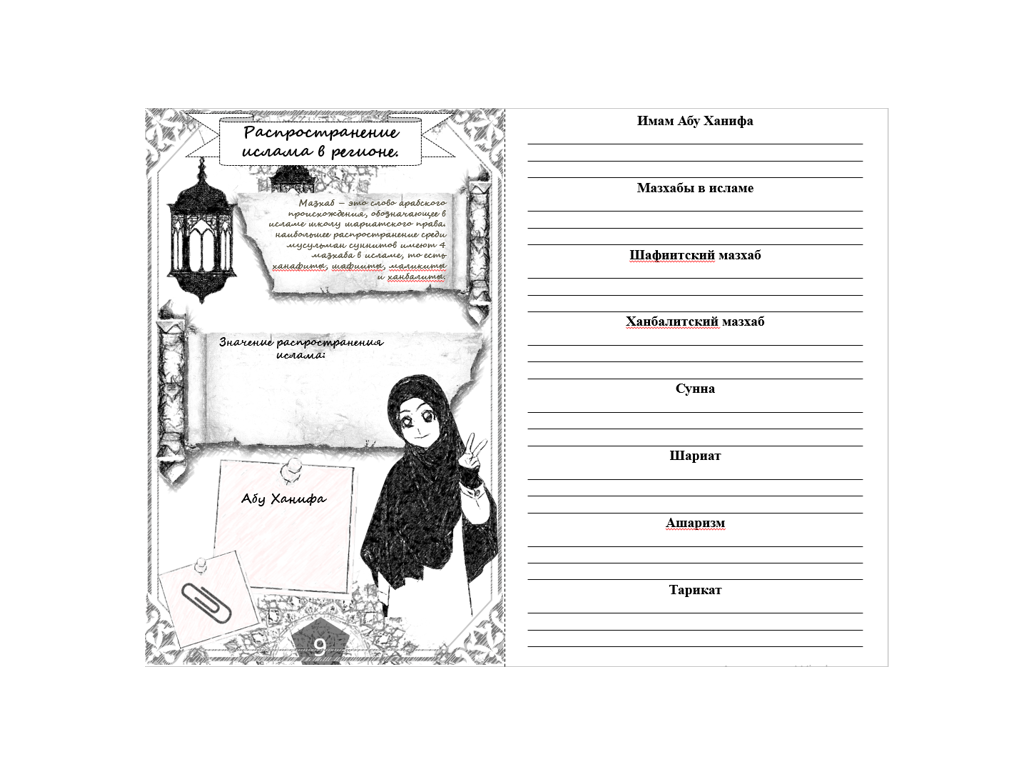 Распространение
ислама в регионе.
Мазхаб – это слово арабского
происхождения, обозначающее в
исламе школу шариатского права:
наибольшее распространение среди
мусульман суннитов имеют 4
мазхаба в исламе, то есть
ханафиты, шафииты, маликиты
и ханбалиты.
Значение распространения
ислама:
Абу Ханифа
9
Имам Абу Ханифа
Мазхабы в исламе
Шафиитский мазхаб
Ханбалитский мазхаб
Сунна
Шариат
Ашаризм
Тарикат